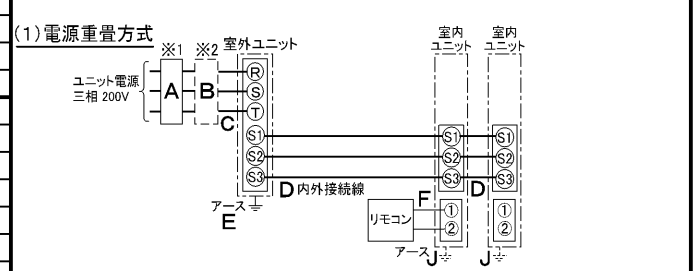 (1)電源重畳方式
※1 ※2 室外ユニット
室内ユニット 室内ユニット
ユニット電源
三相 200V
A B C
R
S
T
S1 S1 S1
S2 S2 S2
S3 S3 D S3
D 内外接続線
アース
E
F
リモコン
① ①
② ②
アース J J